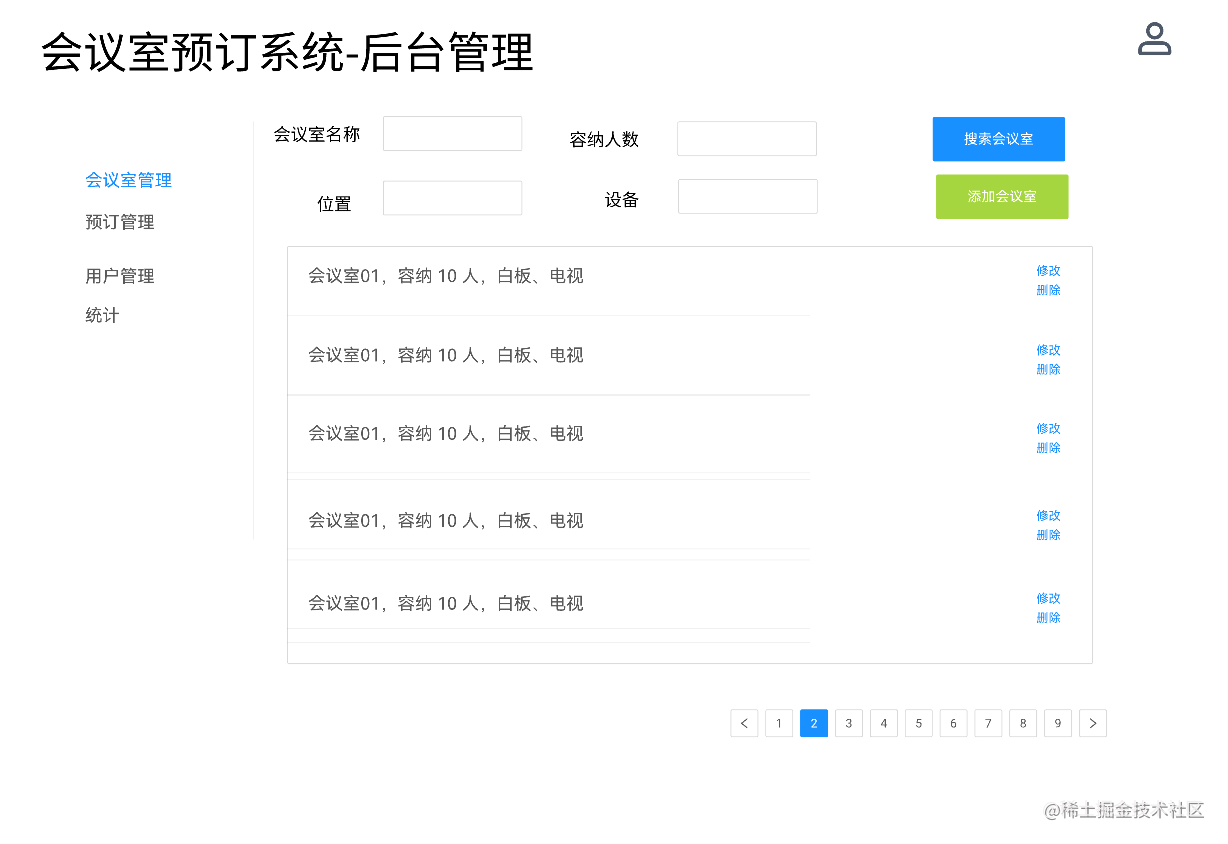 会议室预订系统-后台管理
会议室名称
容纳人数
搜索会议室
会议室管理
位置
设备
添加会议室
预订管理
用户管理
统计
会议室01，容纳 10 人，白板、电视
修改
删除
会议室01，容纳 10 人，白板、电视
修改
删除
会议室01，容纳 10 人，白板、电视
修改
删除
会议室01，容纳 10 人，白板、电视
修改
删除
会议室01，容纳 10 人，白板、电视
修改
删除
< 1 2 3 4 5 6 7 8 9 >
@稀土掘金技术社区